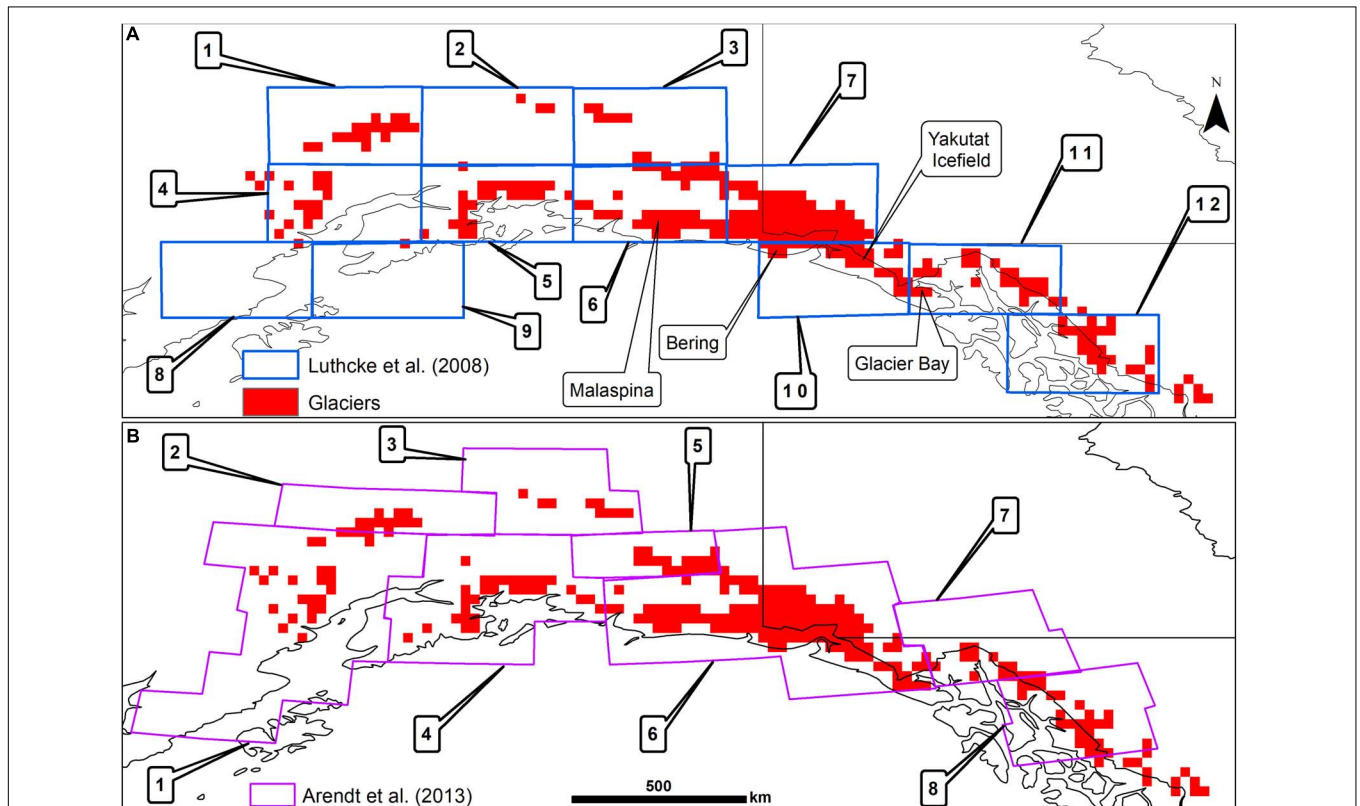 A
1
2
3
N
7
Yakutat
Icefield
11
4
12
5
6
9
Bering
8
Luthcke et al. (2008)
Glacier Bay
Malaspina
10
Glaciers
B
3
5
2
7
4
6
1
8
500
Arendt et al. (2013)
km